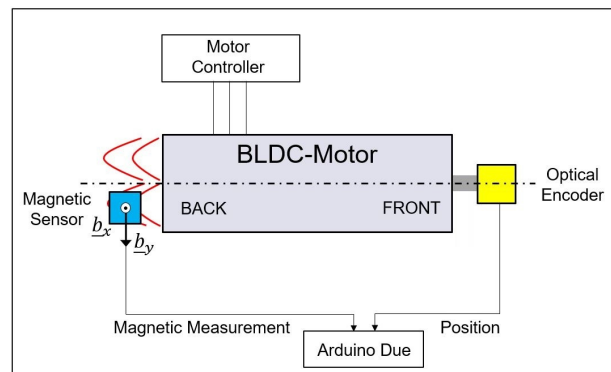 Motor
Controller
BLDC-Motor
Optical
Encoder
Magnetic
Sensor
BACK
FRONT
b_x
b_y
Magnetic Measurement
Position
Arduino Due